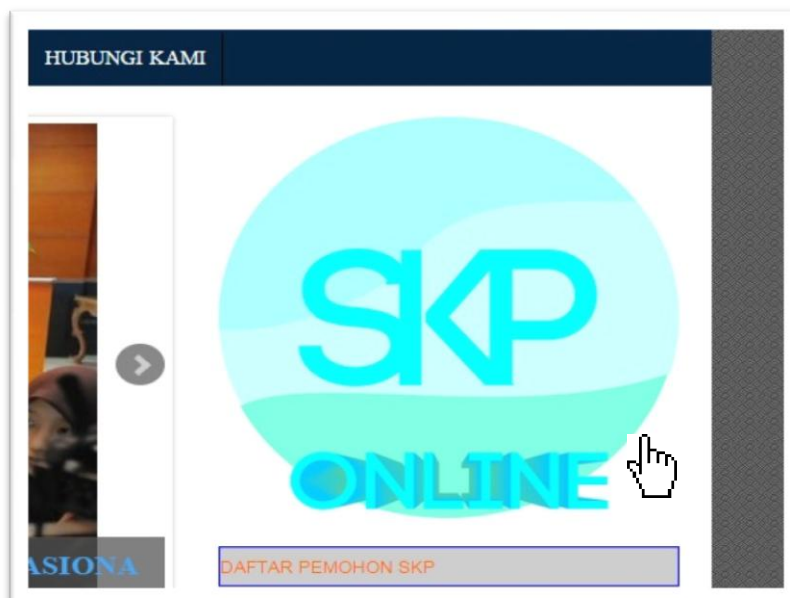 HUBUNGI KAMI
SKP
ONLINE
ASIONA
DAFTAR PEMOHON SKP